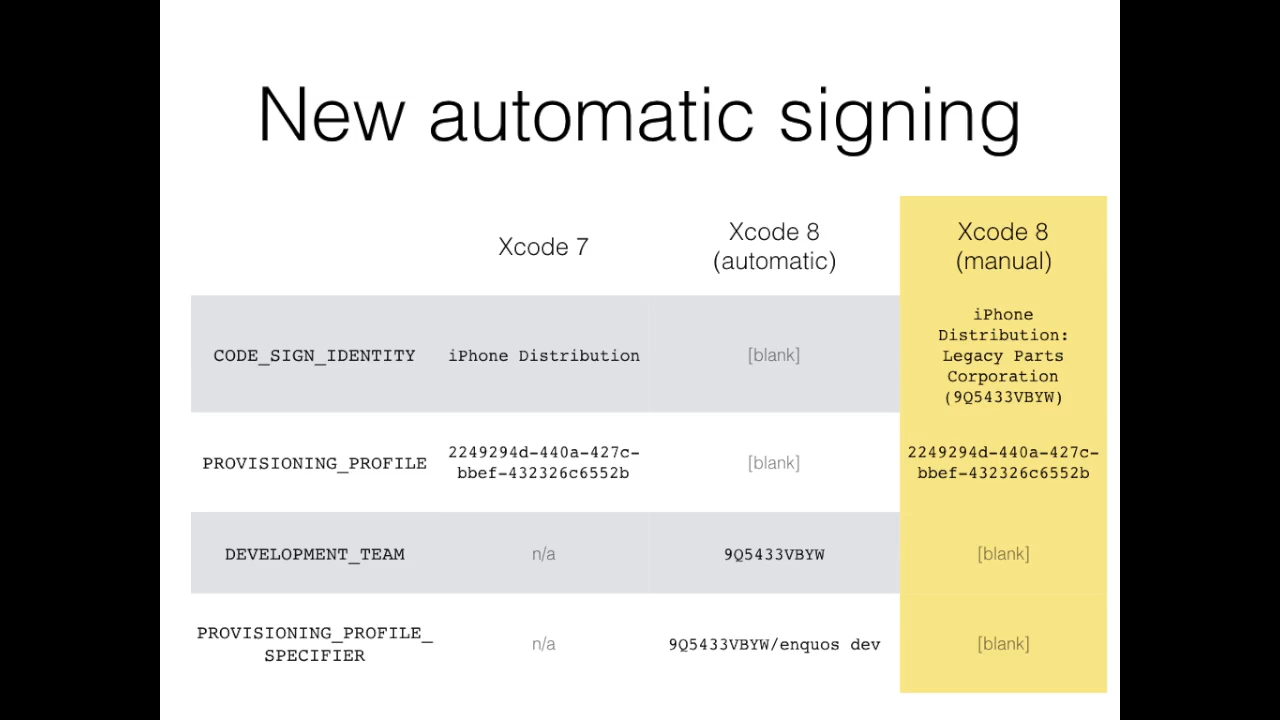 New automatic signing
Xcode 7
Xcode 8
(automatic)
Xcode 8
(manual)
CODE_SIGN_IDENTITY
iPhone Distribution
[blank]
iPhone
Distribution:
Legacy Parts
Corporation
(9Q5433VBYW)
PROVISIONING_PROFILE
2249294d-440a-427c-
bbef-432326c6552b
[blank]
2249294d-440a-427c-
bbef-432326c6552b
DEVELOPMENT_TEAM
n/a
9Q5433VBYW
[blank]
PROVISIONING_PROFILE_
SPECIFIER
n/a
9Q5433VBYW/enquos dev
[blank]